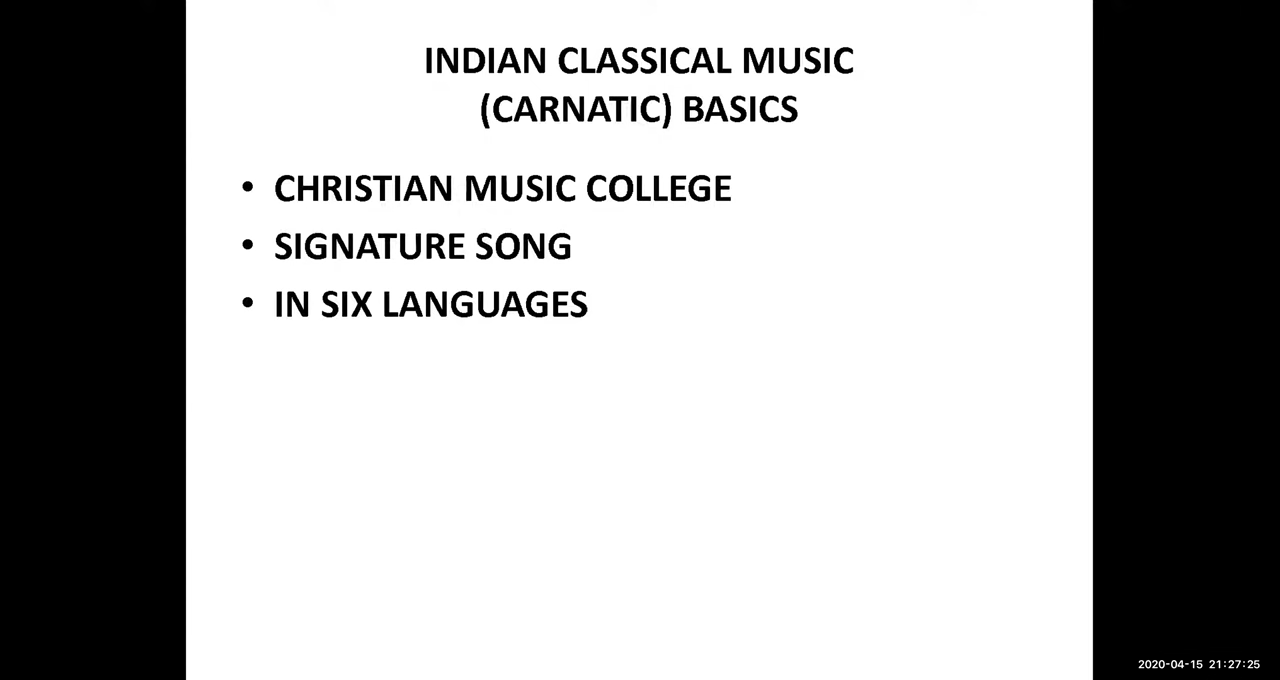 INDIAN CLASSICAL MUSIC
(CARNATIC) BASICS
• CHRISTIAN MUSIC COLLEGE
• SIGNATURE SONG
• IN SIX LANGUAGES
2020-04-15 21:27:25